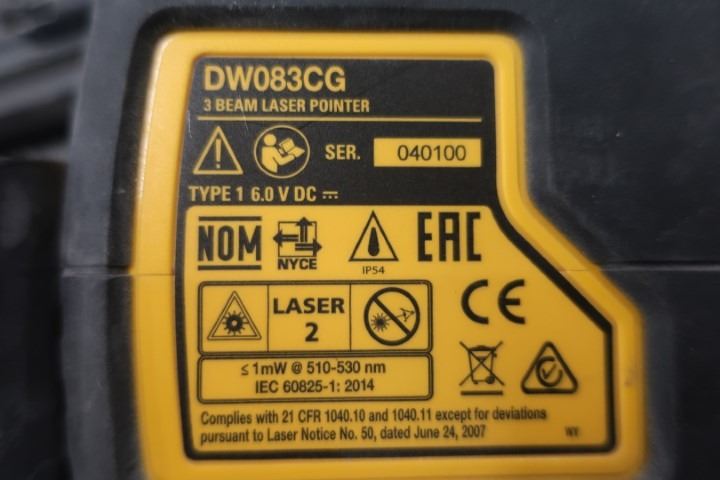 DW083CG
3 BEAM LASER POINTER
SER. 040100
TYPE 1 6.0 V DC ⎓
NOM NYCE IP54 EAC
CE
LASER
2
≤1mW @ 510-530 nm
IEC 60825-1: 2014
Complies with 21 CFR 1040.10 and 1040.11 except for deviations
pursuant to Laser Notice No. 50, dated June 24, 2007